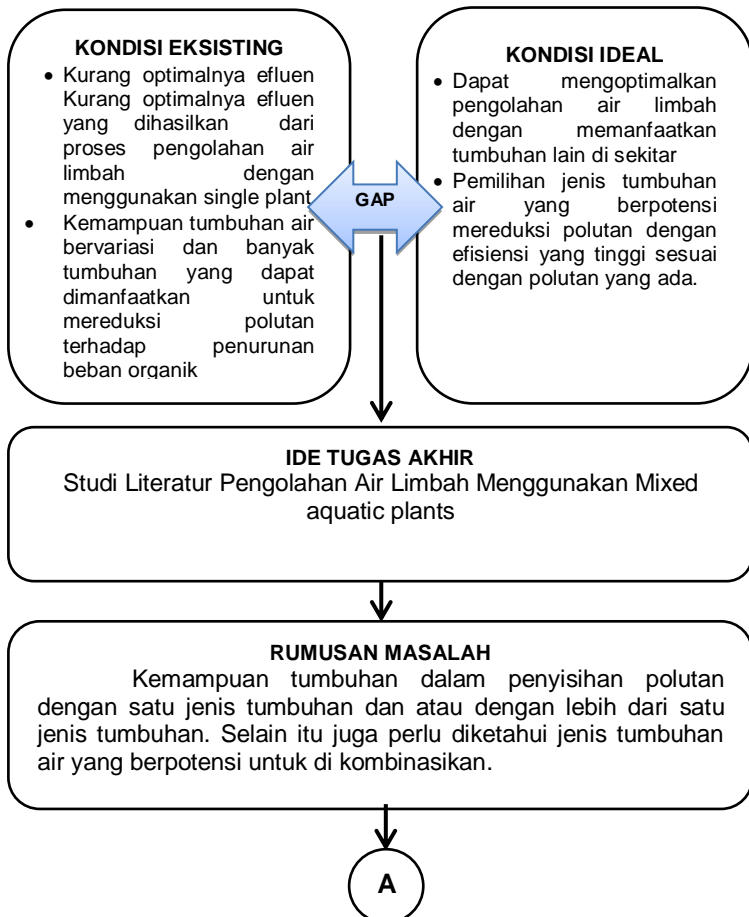 KONDISI EKSISTING
• Kurang optimalnya efluen
Kurang optimalnya efluen
yang dihasilkan dari
proses pengolahan air
limbah dengan
menggunakan single plant
• Kemampuan tumbuhan air
bervariasi dan banyak
tumbuhan yang dapat
dimanfaatkan untuk
mereduksi polutan
terhadap penurunan
beban organik
GAP
KONDISI IDEAL
• Dapat mengoptimalkan
pengolahan air limbah
dengan memanfaatkan
tumbuhan lain di sekitar
• Pemilihan jenis tumbuhan
air yang berpotensi
mereduksi polutan dengan
efisiensi yang tinggi sesuai
dengan polutan yang ada.
IDE TUGAS AKHIR
Studi Literatur Pengolahan Air Limbah Menggunakan Mixed
aquatic plants
RUMUSAN MASALAH
Kemampuan tumbuhan dalam penyisihan polutan
dengan satu jenis tumbuhan dan atau dengan lebih dari satu
jenis tumbuhan. Selain itu juga perlu diketahui jenis tumbuhan
air yang berpotensi untuk di kombinasikan.
A